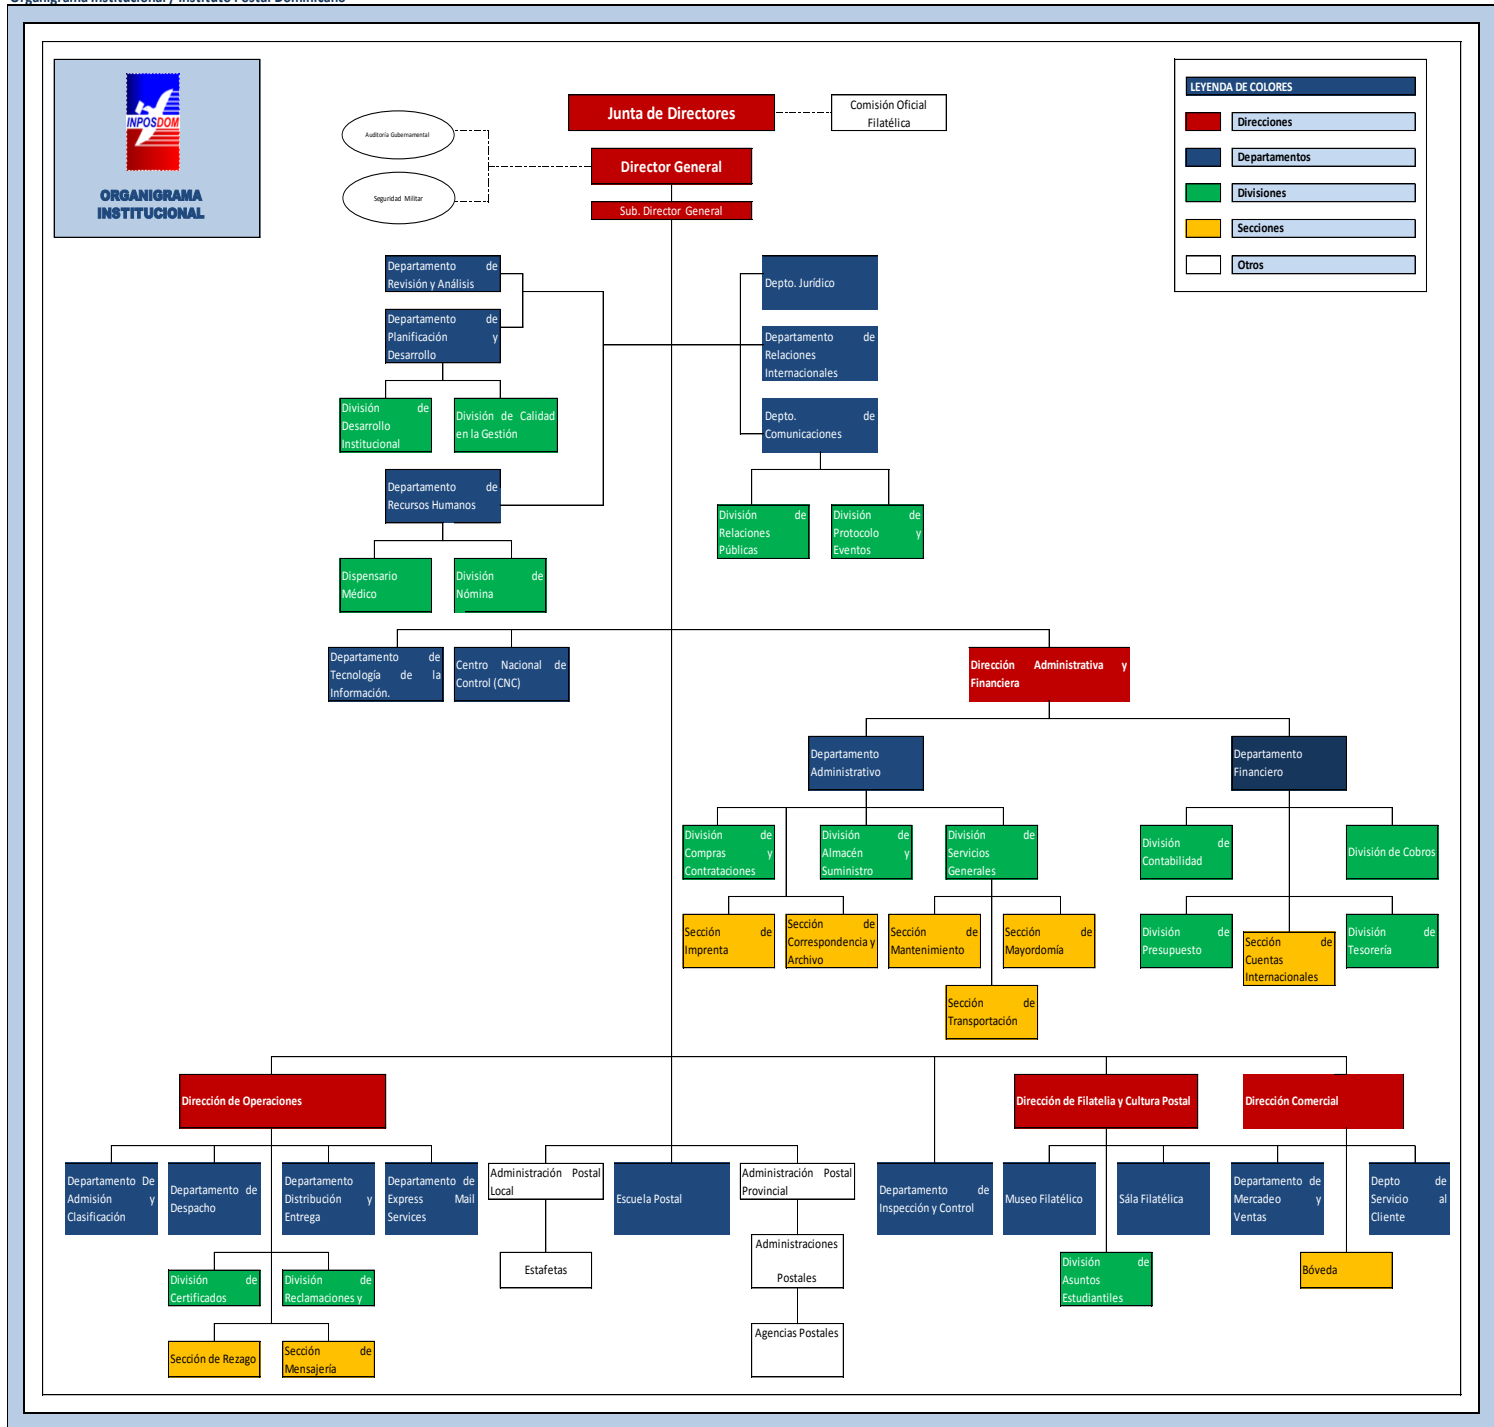 Organigrama Institucional / Instituto Postal Dominicano
INPOSDOM
ORGANIGRAMA
INSTITUCIONAL
Junta de Directores
Comisión Oficial
Filatélica
Auditoría Gubernamental
Director General
Seguridad Militar
Sub. Director General
LEYENDA DE COLORES
Direcciones
Departamentos
Divisiones
Secciones
Otros
Departamento de
Revisión y Análisis
Depto. Jurídico
Departamento de
Planificación y
Desarrollo
Departamento de
Relaciones
Internacionales
División de
Desarrollo
Institucional
División de Calidad
en la Gestión
Depto. de
Comunicaciones
Departamento de
Recursos Humanos
División de
Relaciones
Públicas
División de
Protocolo y
Eventos
Dispensario
Médico
División de
Nómina
Departamento de
Tecnología de la
Información.
Centro Nacional de
Control (CNC)
Dirección Administrativa y
Financiera
Departamento
Administrativo
Departamento
Financiero
División de
Compras y
Contrataciones
División de
Almacén y
Suministro
División de
Servicios
Generales
División de
Contabilidad
División de Cobros
Sección de
Imprenta
Sección de
Correspondencia y
Archivo
Sección de
Mantenimiento
Sección de
Mayordomía
División de
Presupuesto
Sección de
Cuentas
Internacionales
División de
Tesorería
Sección de
Transportación
Dirección de Operaciones
Dirección de Filatelia y Cultura Postal
Dirección Comercial
Departamento De
Admisión y
Clasificación
Departamento de
Despacho
Departamento
Distribución y
Entrega
Departamento de
Express Mail
Services
Administración Postal
Local
Escuela Postal
Administración Postal
Provincial
Departamento de
Inspección y Control
Museo Filatélico
Sála Filatélica
Departamento de
Mercadeo y
Ventas
Depto de
Servicio al
Cliente
División de
Certificados
División de
Reclamaciones y
Estafetas
Administraciones
Postales
División de
Asuntos
Estudiantiles
Bóveda
Sección de Rezago
Sección de
Mensajería
Agencias Postales